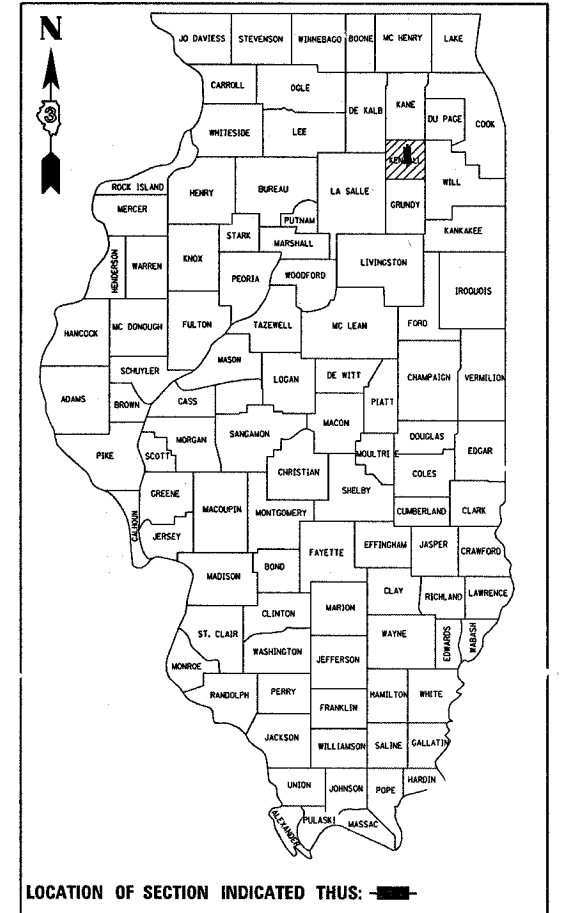 N
3
JO DAVIESS STEVENSON WINNEBAGO BOONE MC HENRY LAKE
CARROLL OGLE DE KALB KANE DU PAGE COOK
WHITESIDE LEE
KENDALL
ROCK ISLAND HENRY BUREAU LA SALLE GRUNDY WILL
MERCER PUTNAM KANKAKEE
HENDERSON WARREN KNOX STARK MARSHALL LIVINGSTON
PEORIA WOODFORD IROQUOIS
HANCOCK MC DONOUGH FULTON TAZEWELL MC LEAN FORD
MASON
SCHUYLER LOGAN DE WITT CHAMPAIGN VERMILION
ADAMS BROWN CASS PIATT
MACON
PIKE SCOTT MORGAN SANGAMON MOULTRIE DOUGLAS EDGAR
CHRISTIAN COLES
GREENE SHELBY
CALHOUN JERSEY MACOUPIN MONTGOMERY CUMBERLAND CLARK
FAYETTE EFFINGHAM JASPER CRAWFORD
MADISON BOND
CLAY RICHLAND LAWRENCE
CLINTON MARION
ST. CLAIR WAYNE EDWARDS WABASH
WASHINGTON JEFFERSON
MONROE
RANDOLPH PERRY HAMILTON WHITE
FRANKLIN
JACKSON WILLIAMSON SALINE GALLATIN
UNION JOHNSON POPE HARDIN
ALEXANDER PULASKI MASSAC
LOCATION OF SECTION INDICATED THUS: